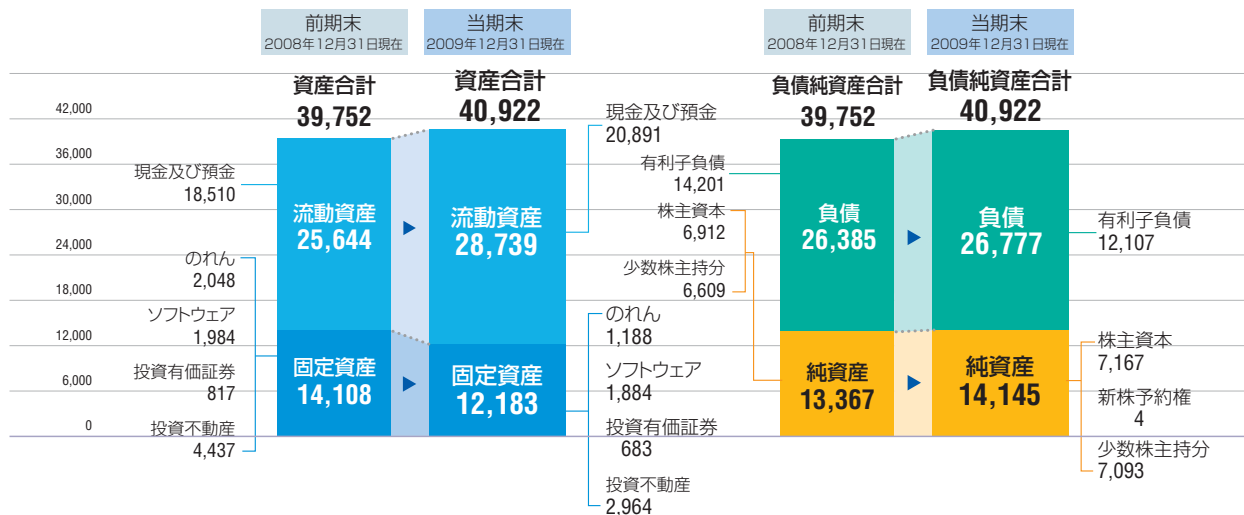 前期末
2008年12月31日現在
当期末
2009年12月31日現在
資産合計
39,752
資産合計
40,922
42,000
36,000
30,000
24,000
18,000
12,000
6,000
0
現金及び預金
18,510
のれん
2,048
ソフトウェア
1,984
投資有価証券
817
投資不動産
4,437
流動資産
25,644
固定資産
14,108
流動資産
28,739
固定資産
12,183
現金及び預金
20,891
のれん
1,188
ソフトウェア
1,884
投資有価証券
683
投資不動産
2,964
前期末
2008年12月31日現在
当期末
2009年12月31日現在
負債純資産合計
39,752
負債純資産合計
40,922
有利子負債
14,201
株主資本
6,912
少数株主持分
6,609
負債
26,385
純資産
13,367
負債
26,777
純資産
14,145
有利子負債
12,107
株主資本
7,167
新株予約権
4
少数株主持分
7,093